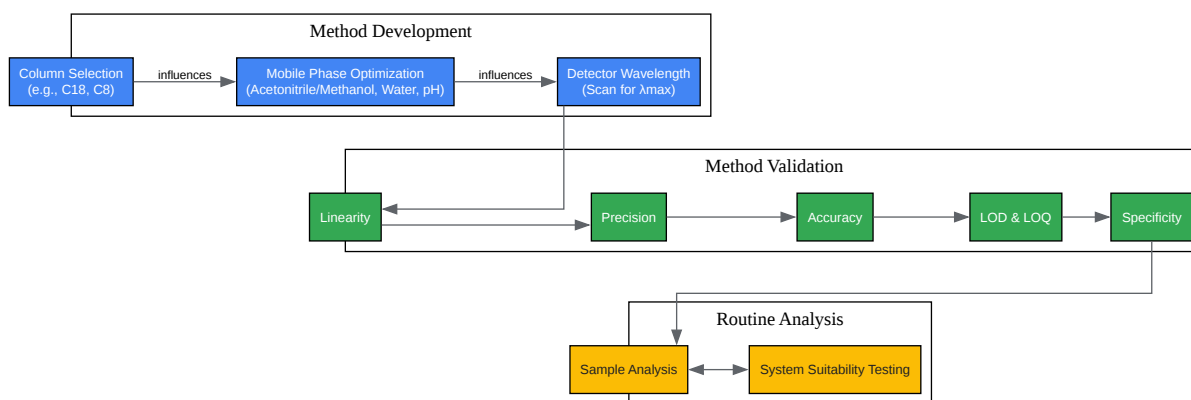 Method Development
Column Selection
(e.g., C18, C8)
influences
Mobile Phase Optimization
(Acetonitrile/Methanol, Water, pH)
influences
Detector Wavelength
(Scan for λmax)
Method Validation
Linearity
Precision
Accuracy
LOD & LOQ
Specificity
Routine Analysis
Sample Analysis
System Suitability Testing